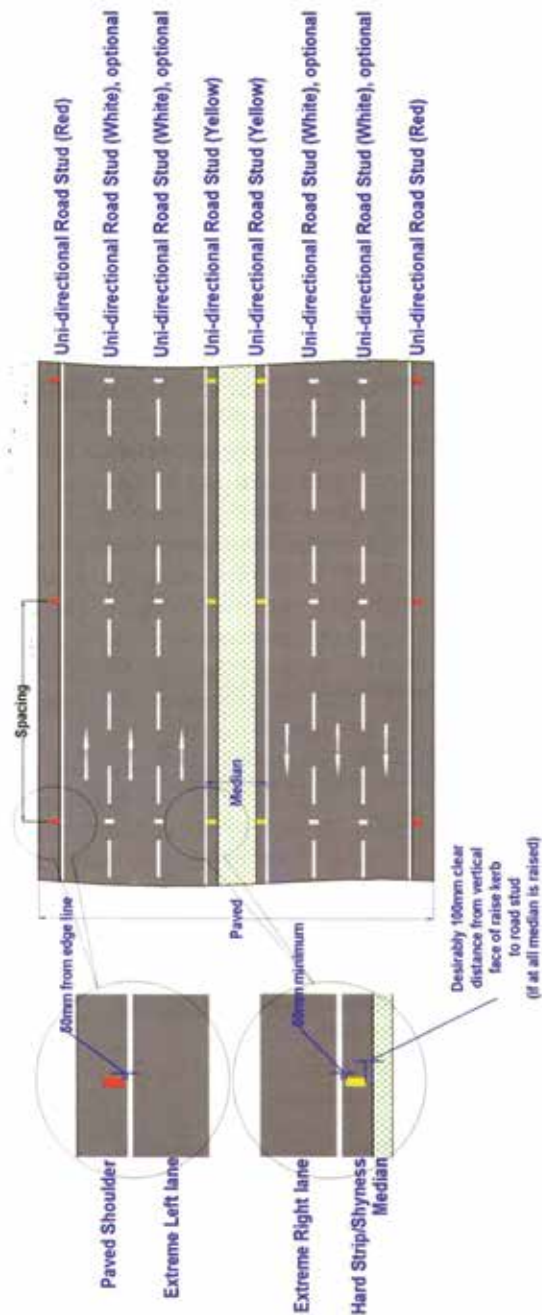 Uni-directional Road Stud (Red)
Uni-directional Road Stud (White), optional
Uni-directional Road Stud (White), optional
Uni-directional Road Stud (Yellow)
Uni-directional Road Stud (Yellow)
Uni-directional Road Stud (White), optional
Uni-directional Road Stud (White), optional
Uni-directional Road Stud (Red)
Spacing
Median
Paved
50mm from edge line
Paved Shoulder
Extreme Left lane
50mm minimum
Extreme Right lane
Hard Strip/Shyness
Median
Desirably 100mm clear
distance from vertical
face of raise kerb
to road stud
(if at all median is raised)